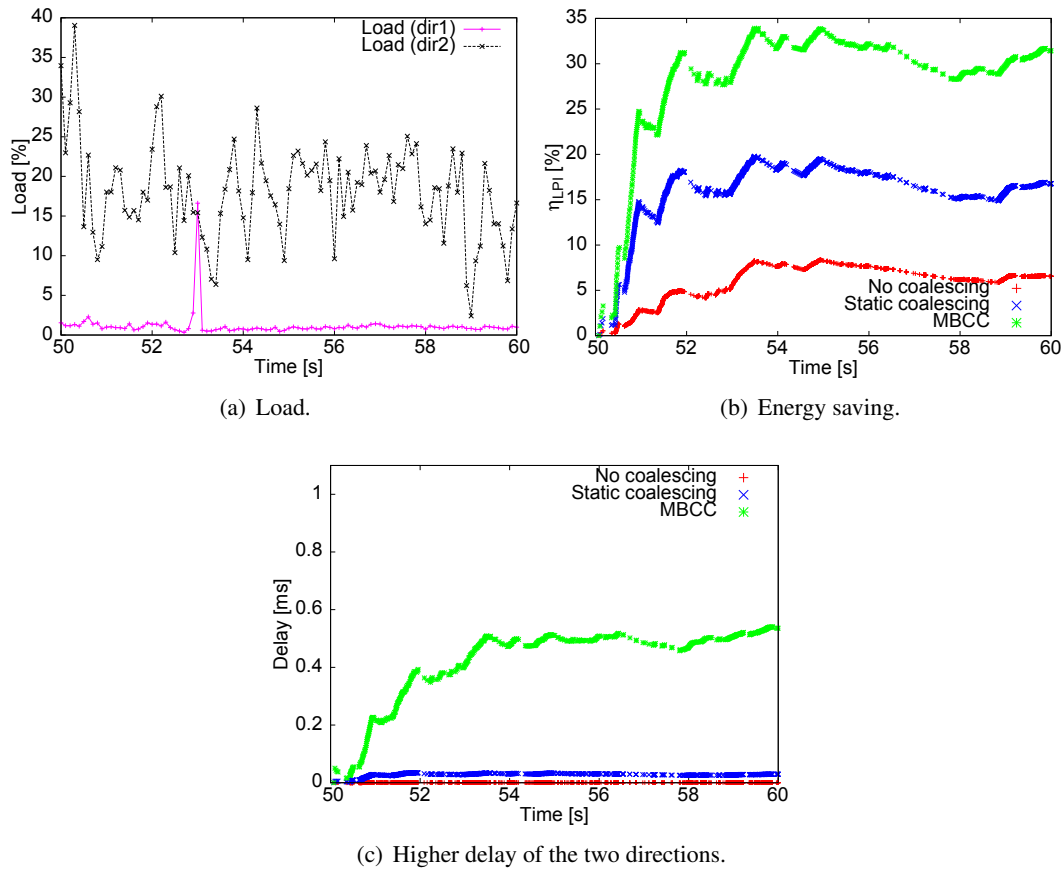 40
35
30
25
20
15
10
5
0
Load [%]
Load (dir1)
Load (dir2)
50 52 54 56 58 60
Time [s]
(a) Load.
35
30
25
20
15
10
5
0
ηLPI [%]
No coalescing
Static coalescing
MBCC
50 52 54 56 58 60
Time [s]
(b) Energy saving.
1
0.8
0.6
0.4
0.2
0
Delay [ms]
No coalescing
Static coalescing
MBCC
50 52 54 56 58 60
Time [s]
(c) Higher delay of the two directions.